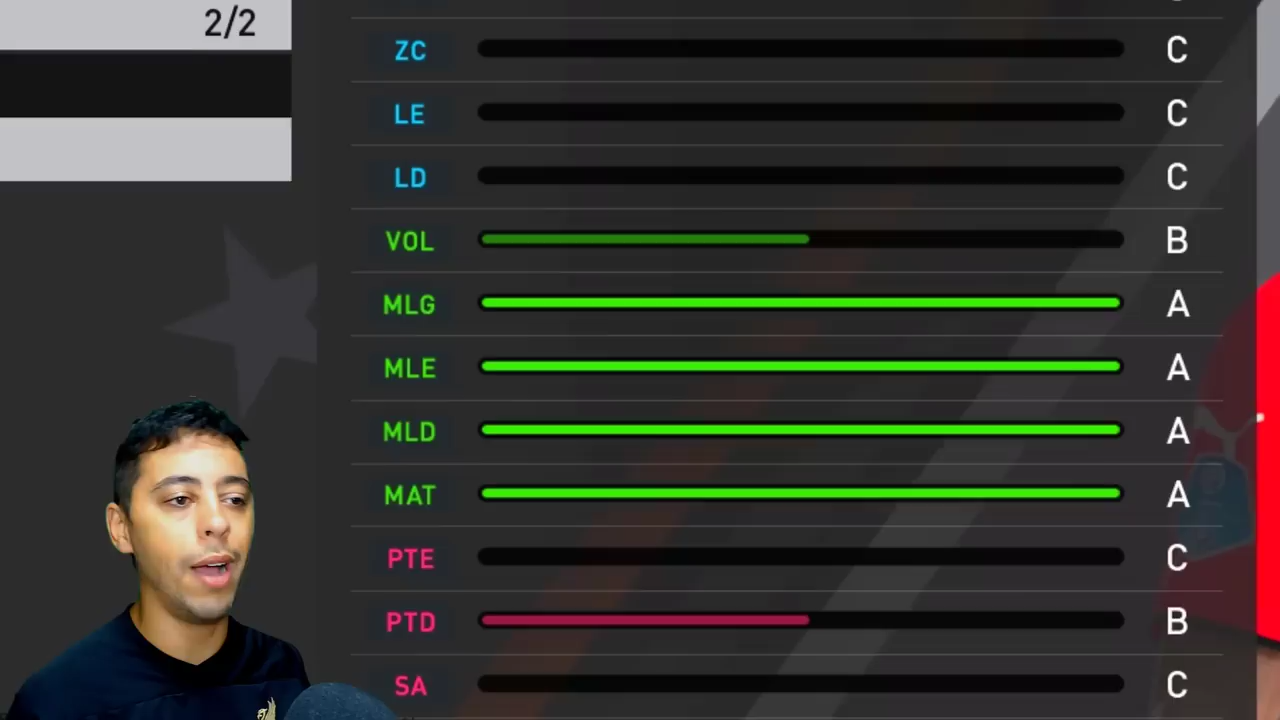 2/2
ZC C
LE C
LD C
VOL B
MLG A
MLE A
MLD A
MAT A
PTE C
PTD B
SA C